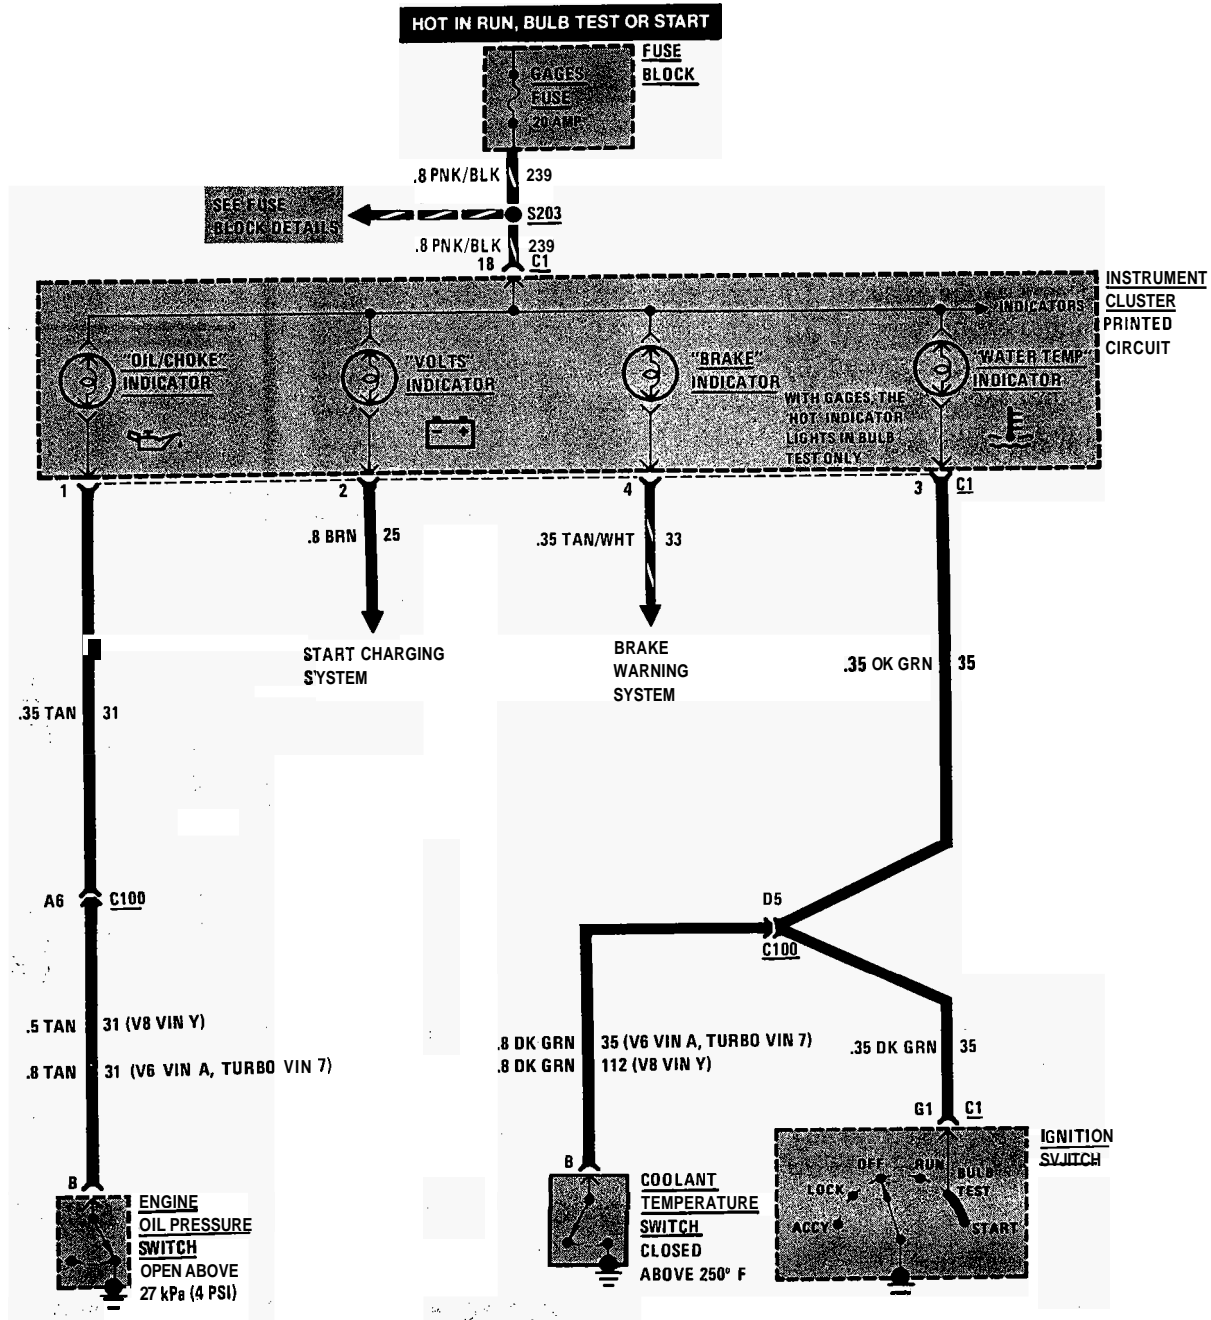 HOT IN RUN, BULB TEST OR START
FUSE
BLOCK
GAGES
FUSE
20 AMP
.8 PNK/BLK 239
SEE FUSE
BLOCK DETAILS
S203
.8 PNK/BLK 239
18 C1
INSTRUMENT
CLUSTER
PRINTED
CIRCUIT
INDICATORS
"OIL/CHOKE"
INDICATOR
"VOLTS"
INDICATOR
"BRAKE"
INDICATOR
"WATER TEMP"
INDICATOR
WITH GAGES, THE
HOT INDICATOR
LIGHTS IN BULB
TEST ONLY
1 2 4 3 C1
.8 BRN 25
.35 TAN/WHT 33
START CHARGING
SYSTEM
BRAKE
WARNING
SYSTEM
.35 OK GRN 35
.35 TAN 31
A6 C100
D5
C100
.5 TAN 31 (V8 VIN Y)
.8 TAN 31 (V6 VIN A, TURBO VIN 7)
.8 DK GRN 35 (V6 VIN A, TURBO VIN 7)
.8 DK GRN 112 (V8 VIN Y)
.35 DK GRN 35
G1 C1
IGNITION
SVJITCH
B
ENGINE
OIL PRESSURE
SWITCH
OPEN ABOVE
27 kPa (4 PSI)
B
COOLANT
TEMPERATURE
SWITCH
CLOSED
ABOVE 250° F
OFF RUN
BULB
TEST
LOCK
ACCY
START